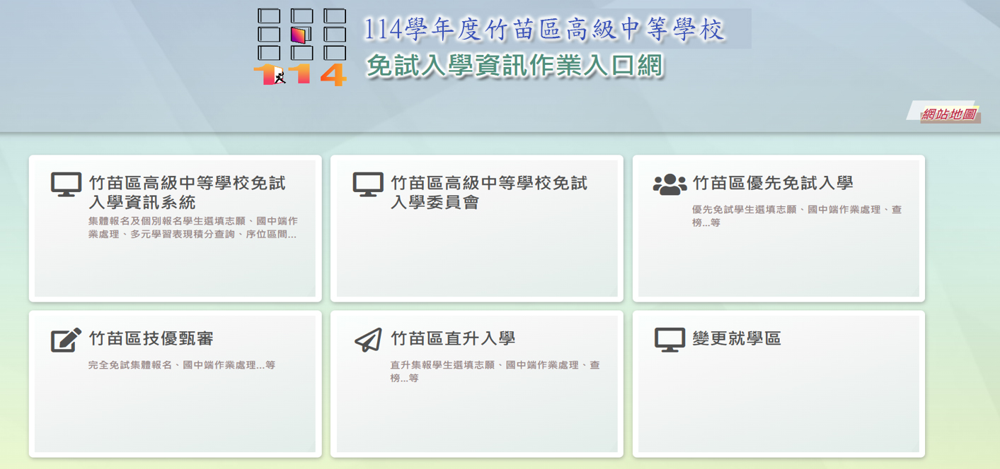 114學年度竹苗區高級中等學校
免試入學資訊作業入口網
114
網站地圖
竹苗區高級中等學校免試
入學資訊系統
集體報名及個別報名學生選填志願、國中端作
業處理、多元學習表現積分查詢、序位區間...
竹苗區高級中等學校免試
入學委員會
竹苗區優先免試入學
優先免試學生選填志願、國中端作業處理、查
榜...等
竹苗區技優甄審
完全免試集體報名、國中端作業處理...等
竹苗區直升入學
直升集報學生選填志願、國中端作業處理、查
榜...等
變更就學區